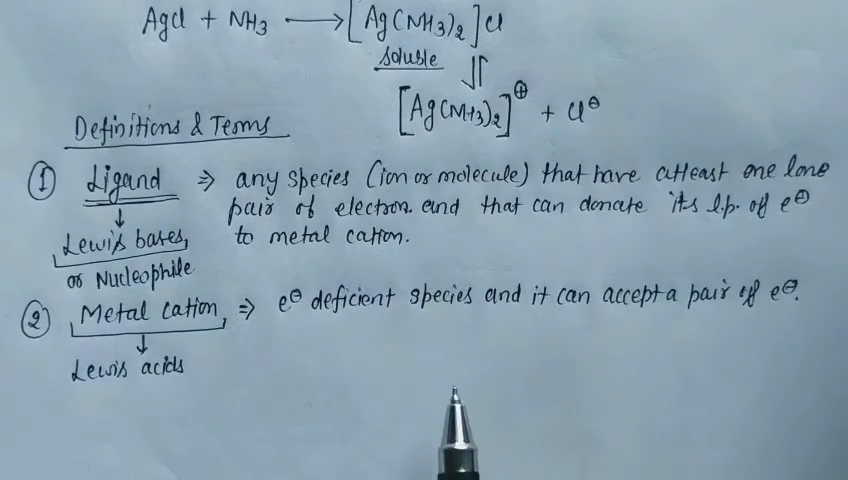 AgCl + NH3 ⟶ [Ag(NH3)2]Cl
soluble ⇅
[Ag(NH3)2]⊕ + Cl⊖
Definitions & Terms
① Ligand ⇒ any species (ion or molecule) that have atleast one lone
pair of electron and that can donate its l.p. of e⊖
to metal cation.
↓
Lewis bases,
or Nucleophile
② Metal cation, ⇒ e⊖ deficient species and it can accept a pair of e⊖.
↓
Lewis acids